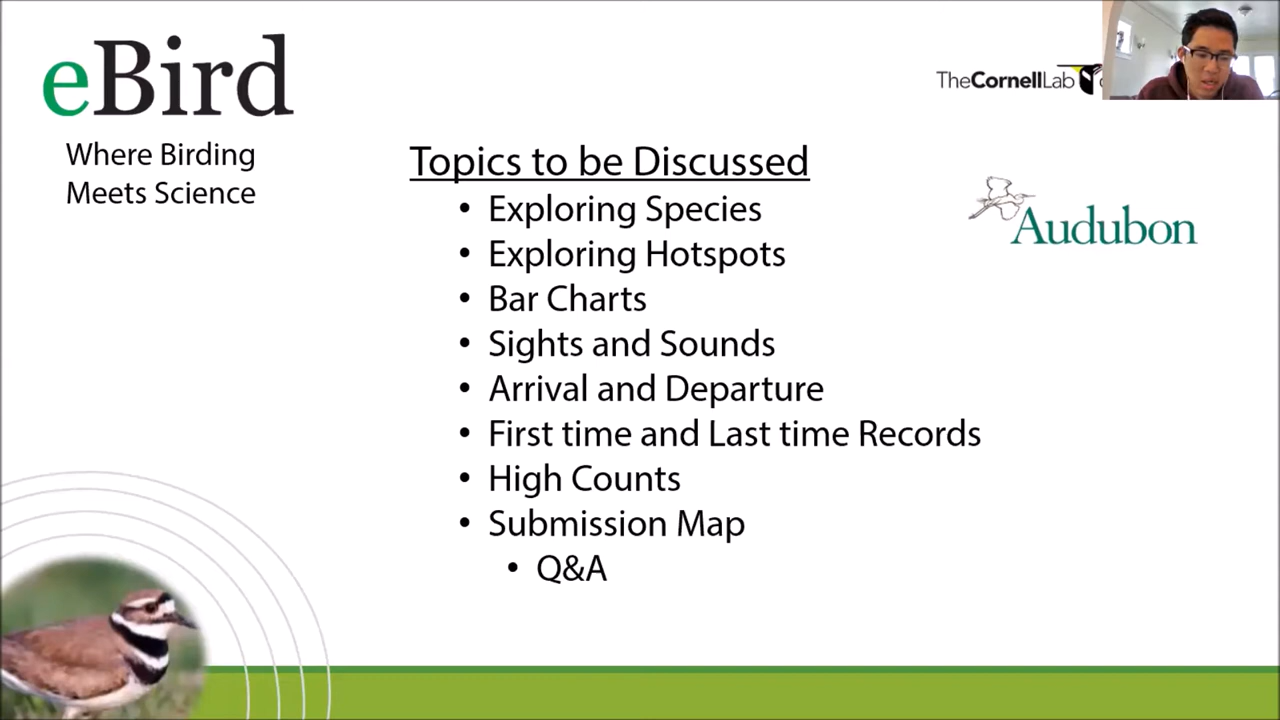 eBird
Where Birding
Meets Science
TheCornellLab
Topics to be Discussed
• Exploring Species
• Exploring Hotspots
• Bar Charts
• Sights and Sounds
• Arrival and Departure
• First time and Last time Records
• High Counts
• Submission Map
• Q&A
Audubon